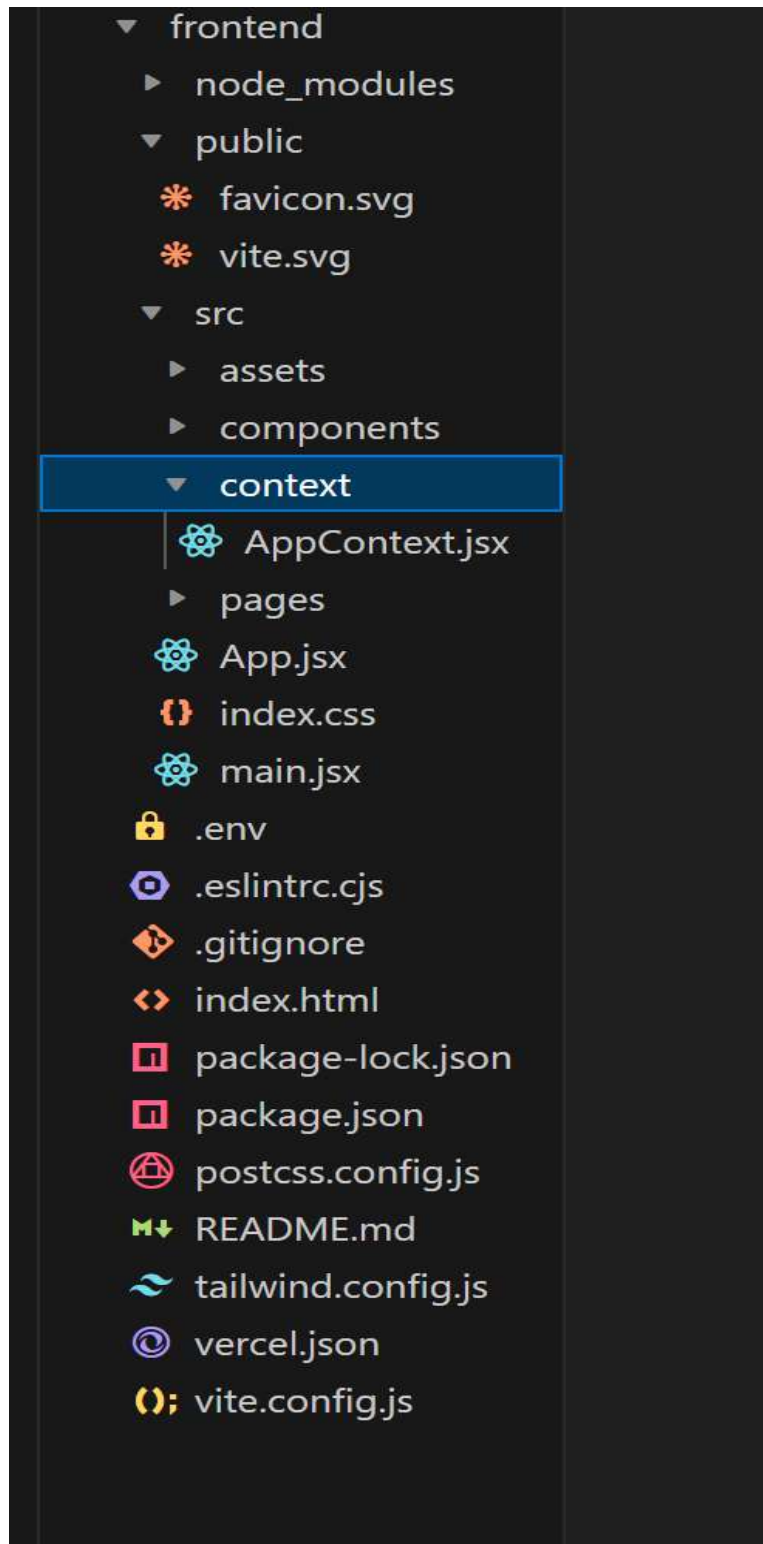 frontend
node_modules
public
favicon.svg
vite.svg
src
assets
components
context
AppContext.jsx
pages
App.jsx
index.css
main.jsx
.env
.eslintrc.cjs
.gitignore
index.html
package-lock.json
package.json
postcss.config.js
README.md
tailwind.config.js
vercel.json
vite.config.js